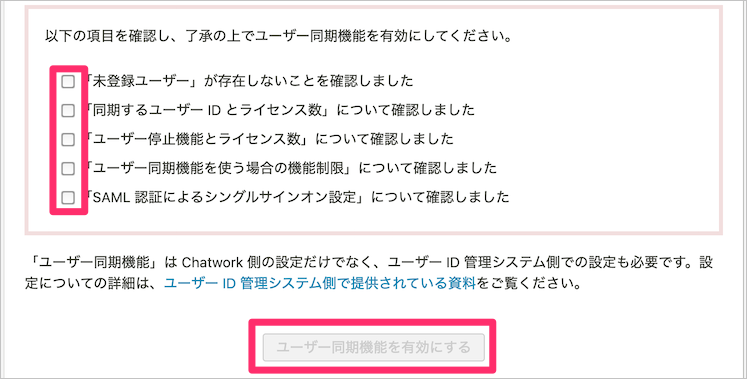 以下の項目を確認し、了承の上でユーザー同期機能を有効にしてください。
「未登録ユーザー」が存在しないことを確認しました
「同期するユーザー ID とライセンス数」について確認しました
「ユーザー停止機能とライセンス数」について確認しました
「ユーザー同期機能を使う場合の機能制限」について確認しました
「SAML 認証によるシングルサインオン設定」について確認しました
「ユーザー同期機能」は Chatwork 側の設定だけでなく、ユーザー ID 管理システム側での設定も必要です。設
定についての詳細は、ユーザー ID 管理システム側で提供されている資料をご覧ください。
ユーザー同期機能を有効にする